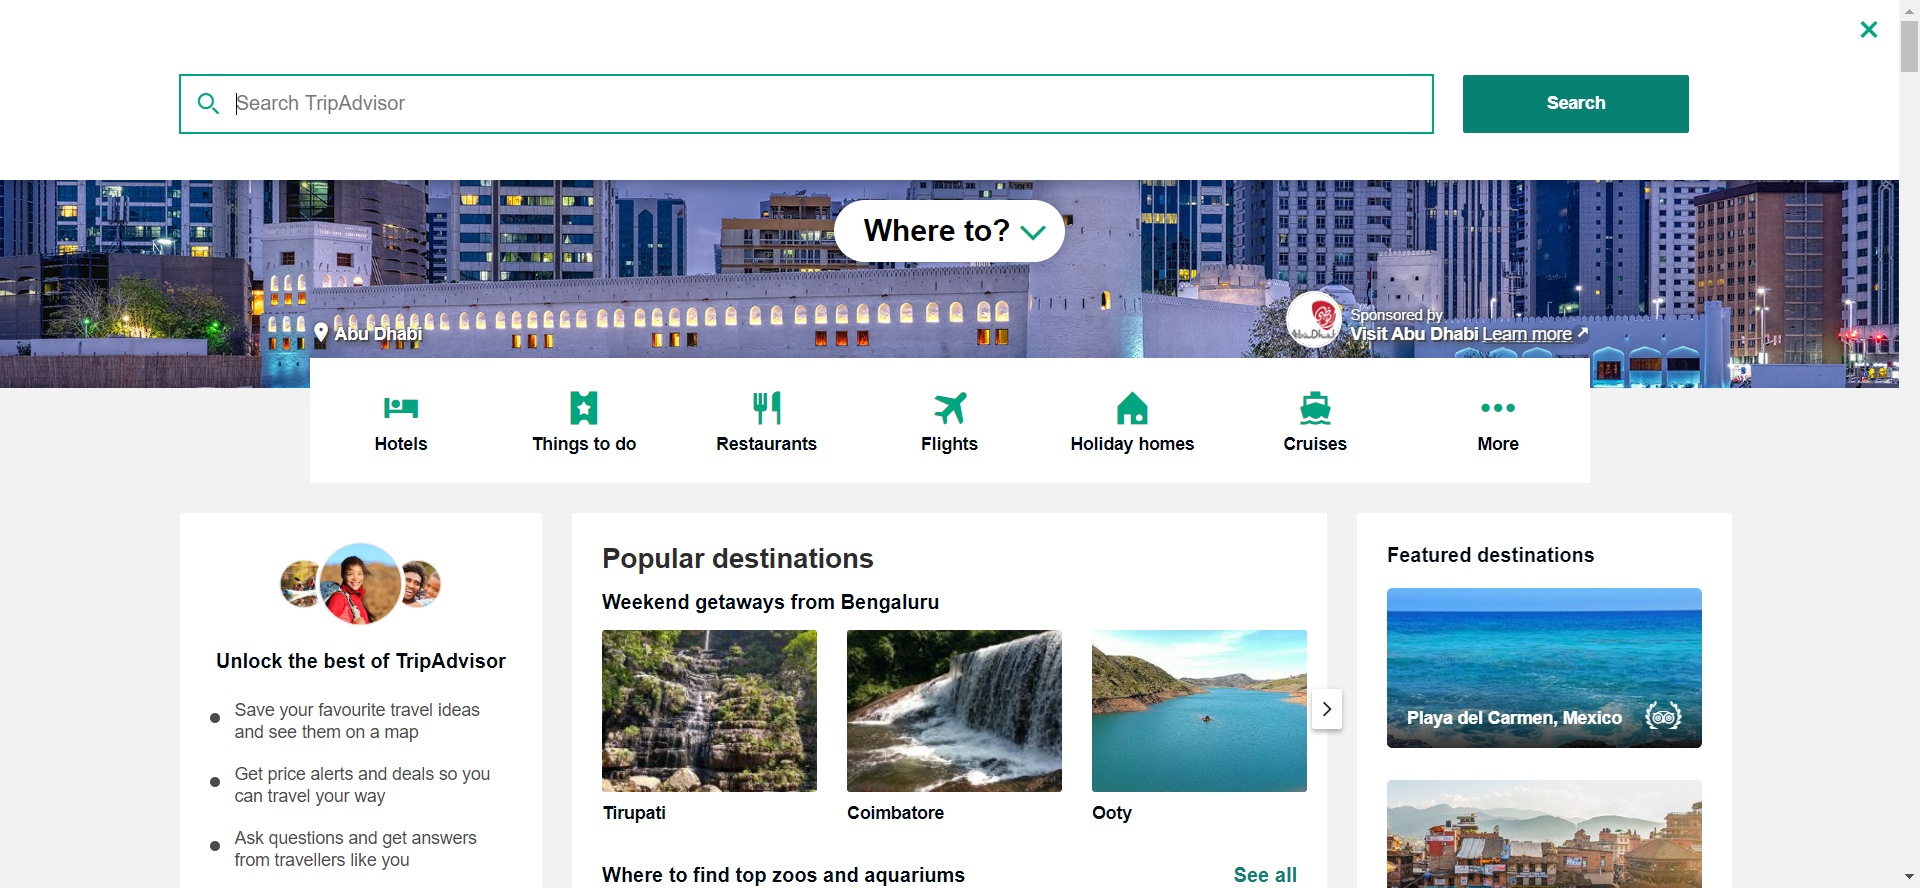 Search TripAdvisor
Search
Where to?
Abu Dhabi
Sponsored by
Visit Abu Dhabi Learn more
Hotels
Things to do
Restaurants
Flights
Holiday homes
Cruises
More
Unlock the best of TripAdvisor
Save your favourite travel ideas
and see them on a map
Get price alerts and deals so you
can travel your way
Ask questions and get answers
from travellers like you
Popular destinations
Weekend getaways from Bengaluru
Tirupati
Coimbatore
Ooty
Where to find top zoos and aquariums
See all
Featured destinations
Playa del Carmen, Mexico